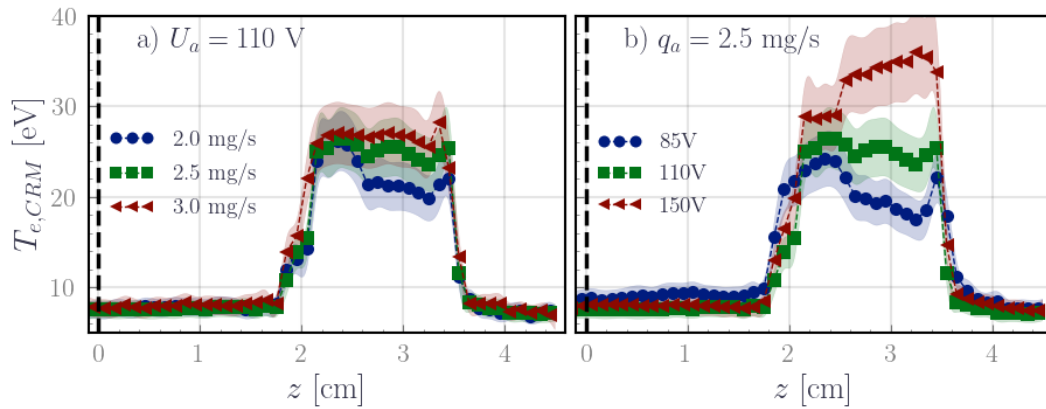 a) U_a = 110 V
b) q_a = 2.5 mg/s
T_{e,CRM} [eV]
40
30
20
10
2.0 mg/s
2.5 mg/s
3.0 mg/s
85V
110V
150V
0 1 2 3 4
0 1 2 3 4
z [cm]
z [cm]